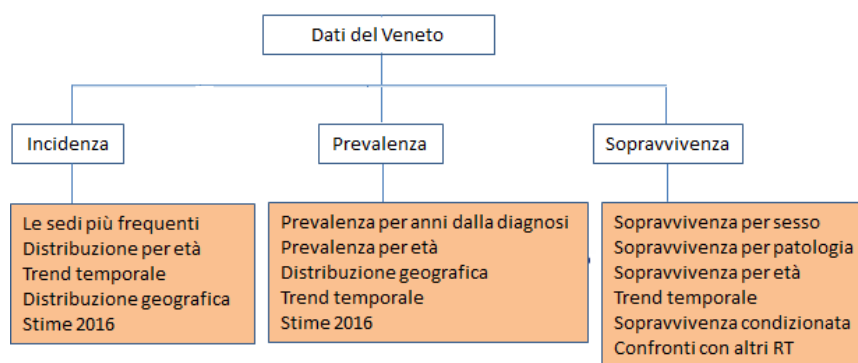 Dati del Veneto
Incidenza
Prevalenza
Sopravvivenza
Le sedi più frequenti
Distribuzione per età
Trend temporale
Distribuzione geografica
Stime 2016
Prevalenza per anni dalla diagnosi
Prevalenza per età
Distribuzione geografica
Trend temporale
Stime 2016
Sopravvivenza per sesso
Sopravvivenza per patologia
Sopravvivenza per età
Trend temporale
Sopravvivenza condizionata
Confronti con altri RT